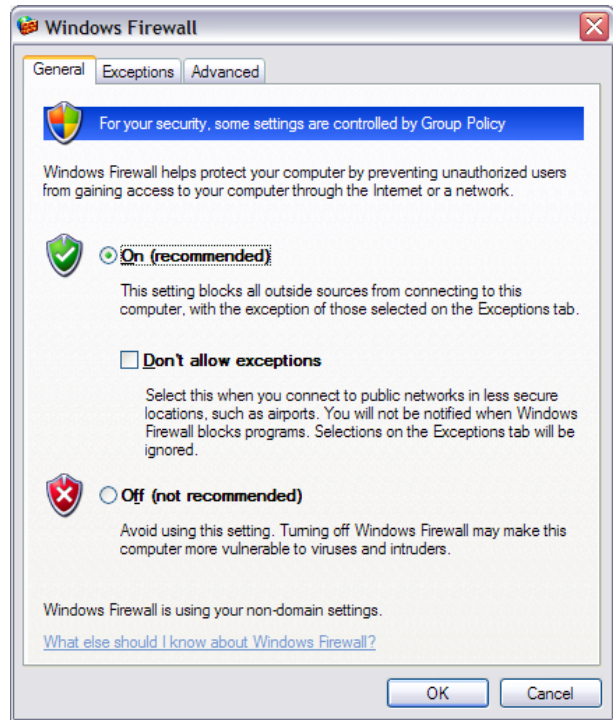 Windows Firewall
General Exceptions Advanced
For your security, some settings are controlled by Group Policy
Windows Firewall helps protect your computer by preventing unauthorized users
from gaining access to your computer through the Internet or a network.
On (recommended)
This setting blocks all outside sources from connecting to this
computer, with the exception of those selected on the Exceptions tab.
Don't allow exceptions
Select this when you connect to public networks in less secure
locations, such as airports. You will not be notified when Windows
Firewall blocks programs. Selections on the Exceptions tab will be
ignored.
Off (not recommended)
Avoid using this setting. Turning off Windows Firewall may make this
computer more vulnerable to viruses and intruders.
Windows Firewall is using your non-domain settings.
What else should I know about Windows Firewall?
OK Cancel